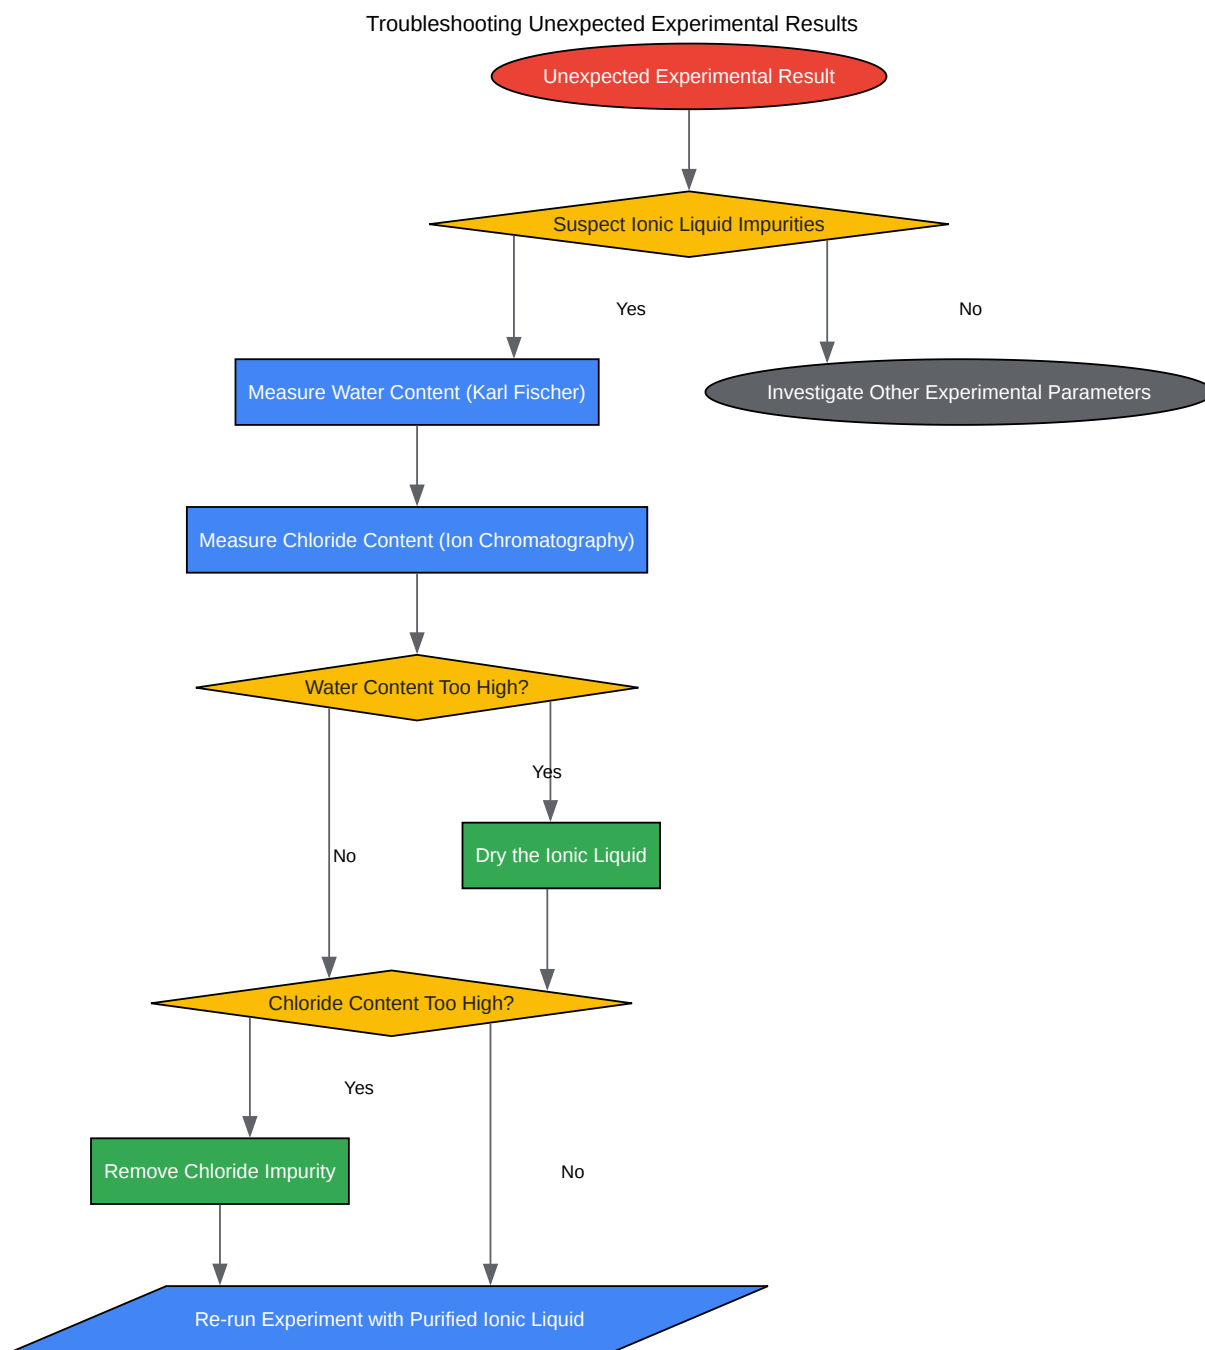 Troubleshooting Unexpected Experimental Results
Unexpected Experimental Result
Suspect Ionic Liquid Impurities
Yes
No
Measure Water Content (Karl Fischer)
Investigate Other Experimental Parameters
Measure Chloride Content (Ion Chromatography)
Water Content Too High?
Yes
No
Dry the Ionic Liquid
Chloride Content Too High?
Yes
Remove Chloride Impurity
No
Re-run Experiment with Purified Ionic Liquid